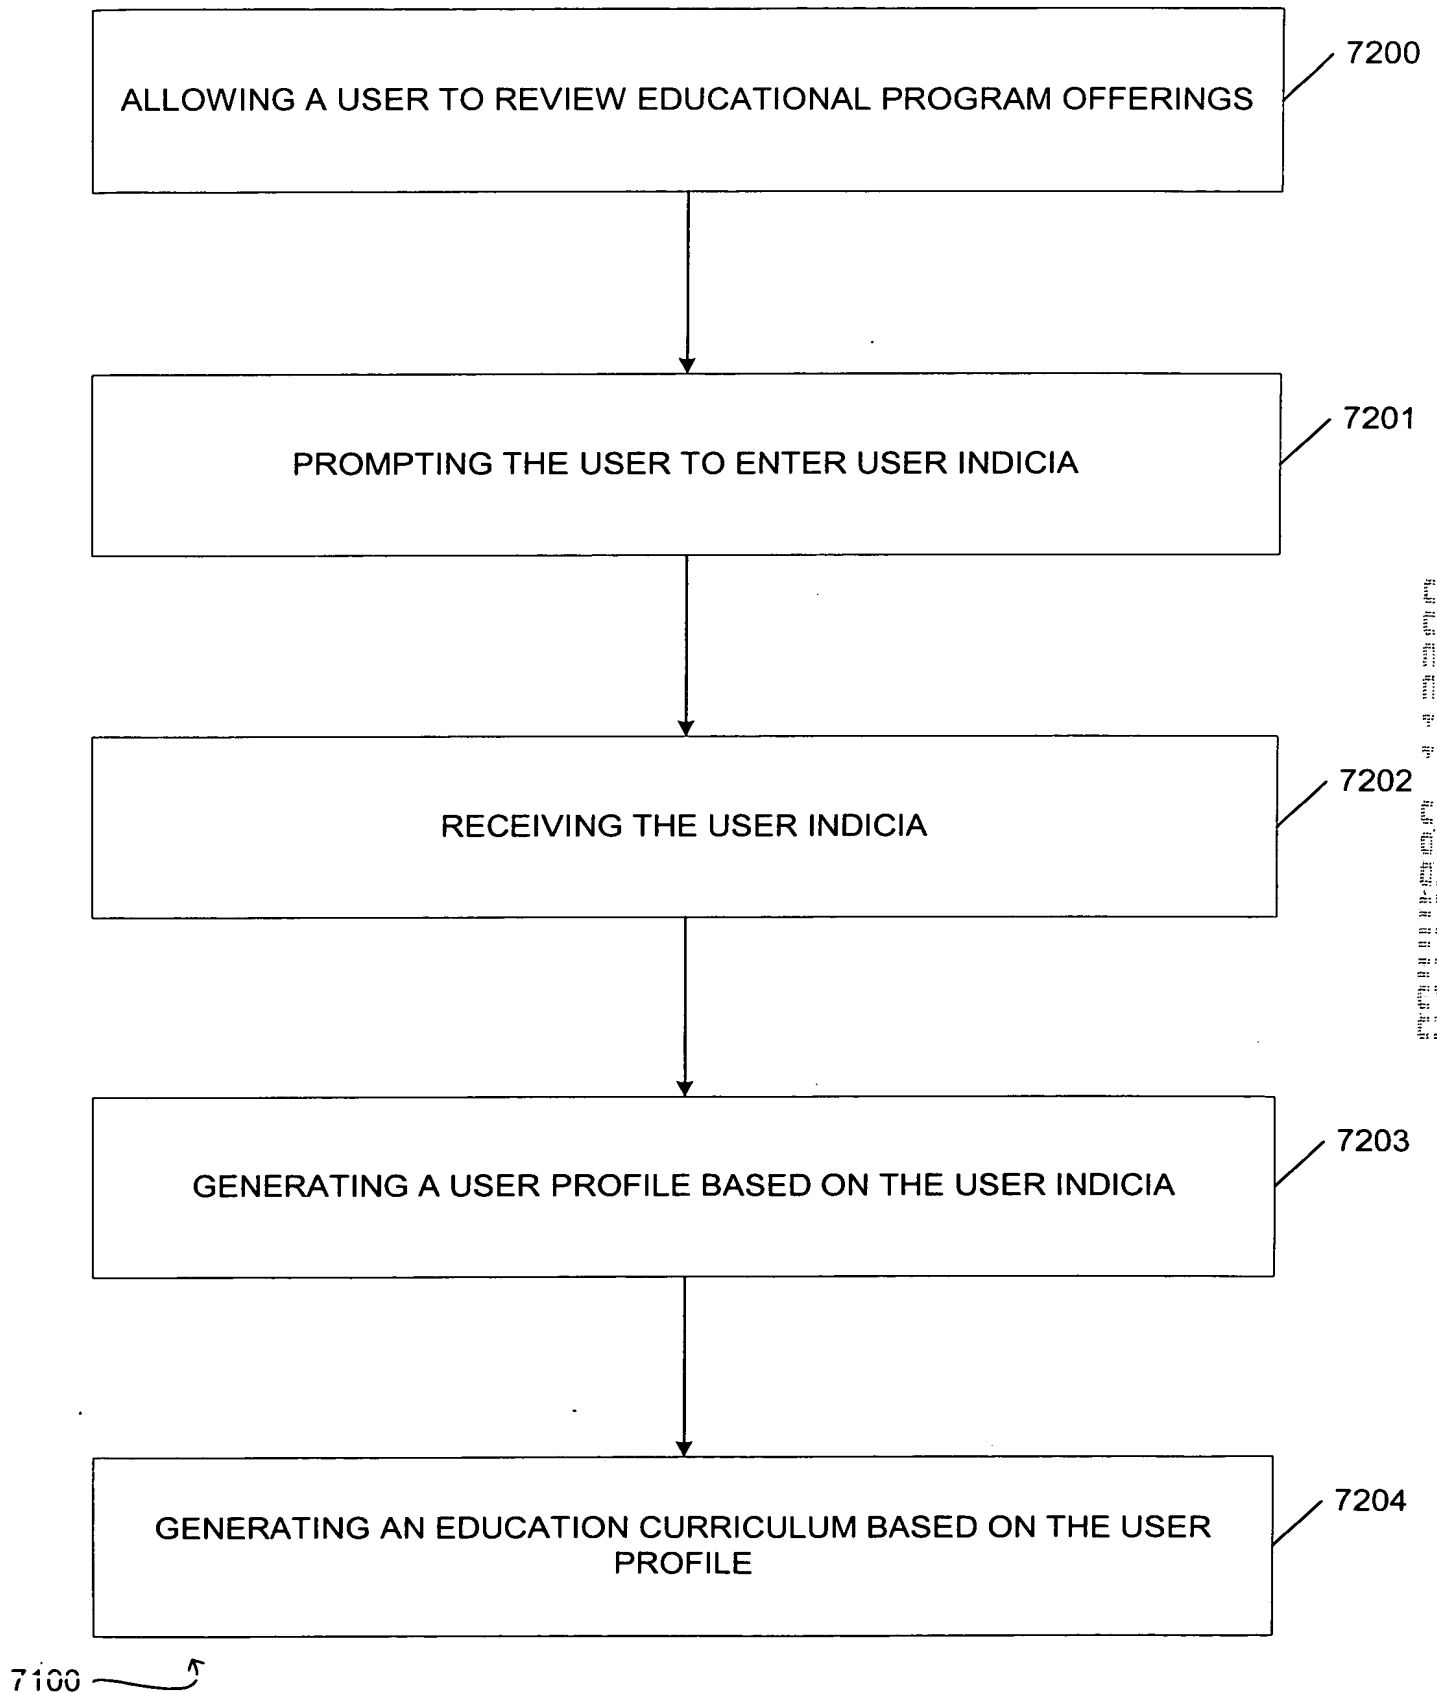 7200
ALLOWING A USER TO REVIEW EDUCATIONAL PROGRAM OFFERINGS
7201
PROMPTING THE USER TO ENTER USER INDICIA
7202
RECEIVING THE USER INDICIA
7203
GENERATING A USER PROFILE BASED ON THE USER INDICIA
7204
GENERATING AN EDUCATION CURRICULUM BASED ON THE USER
PROFILE
7100